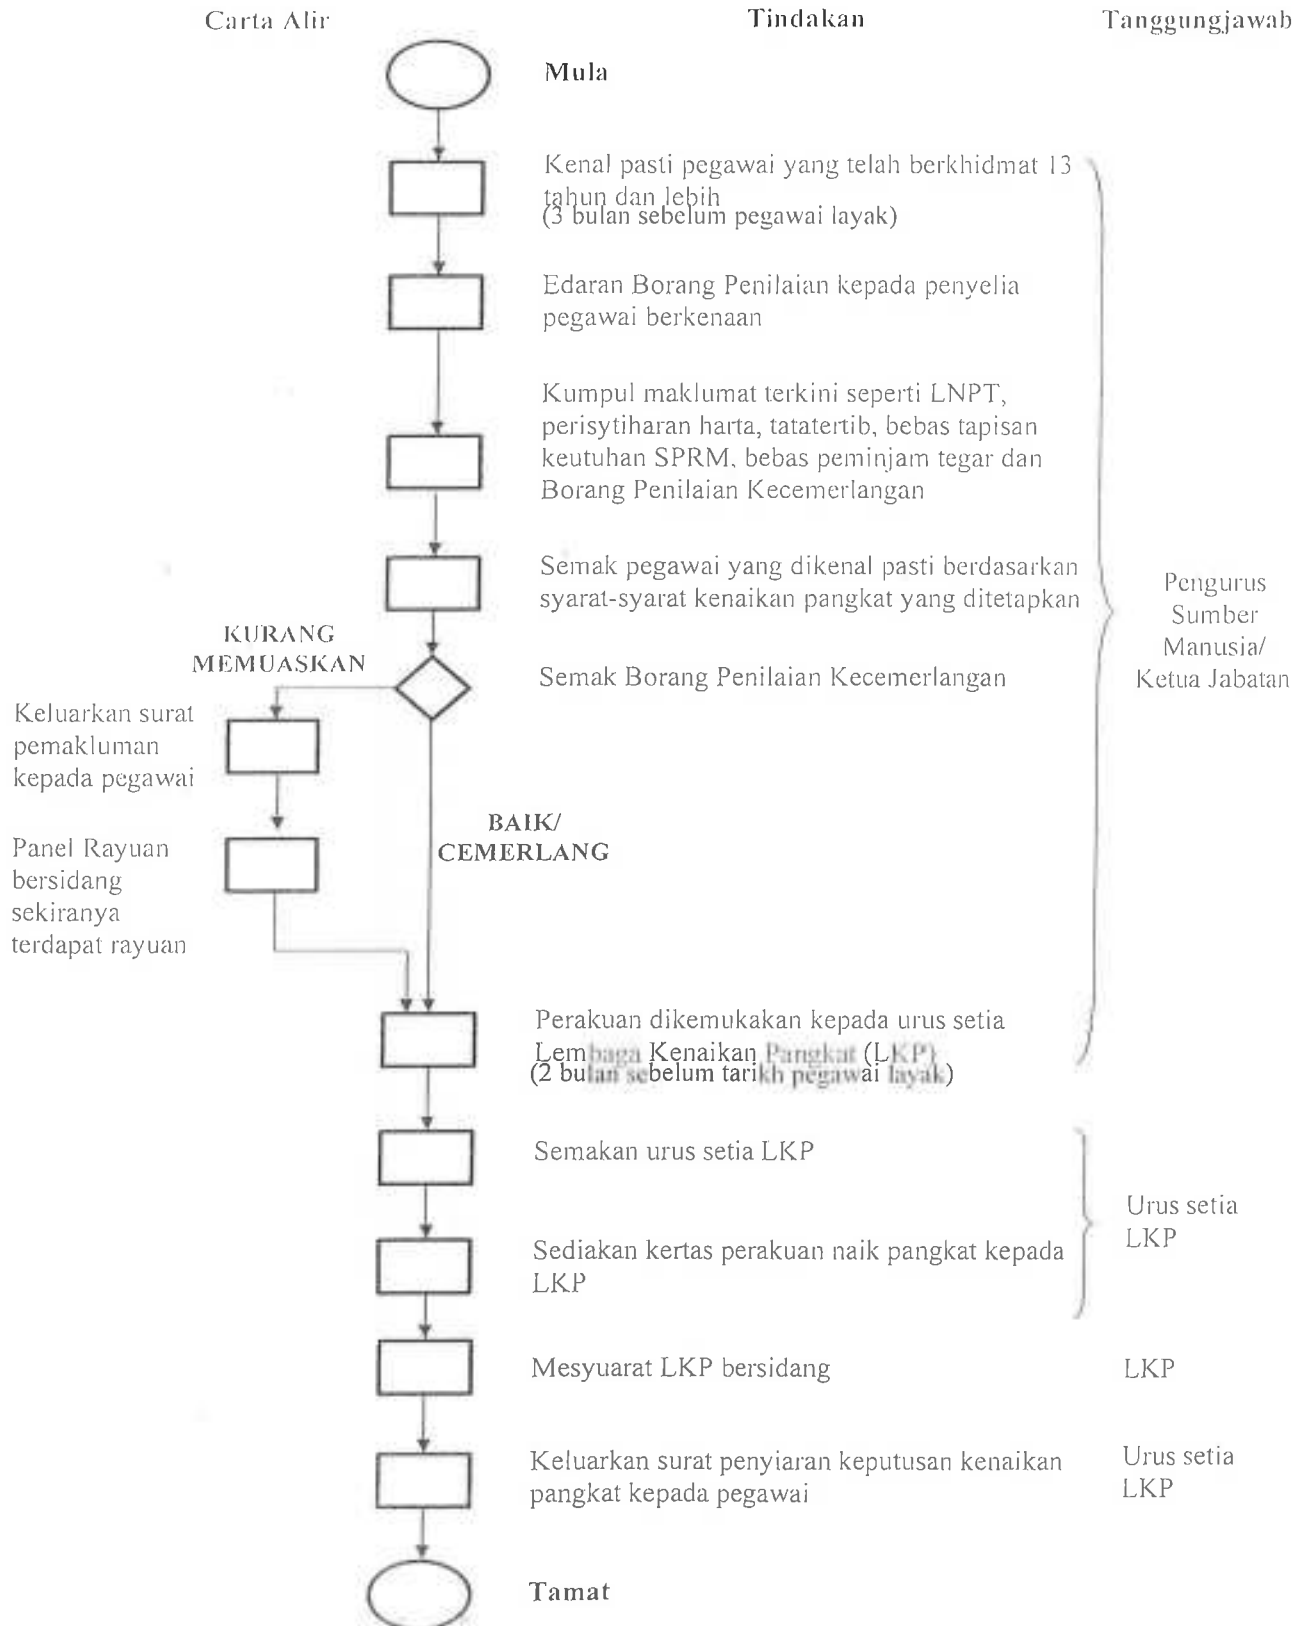 Carta Alir
Tindakan
Tanggungjawab
Mula
Kenal pasti pegawai yang telah berkhidmat 13
tahun dan lebih
(3 bulan sebelum pegawai layak)
Edaran Borang Penilaian kepada penyelia
pegawai berkenaan
Kumpul maklumat terkini seperti LNPT,
perisytiharan harta, tatatertib, bebas tapisan
keutuhan SPRM, bebas peminjam tegar dan
Borang Penilaian Kecemerlangan
Semak pegawai yang dikenal pasti berdasarkan
syarat-syarat kenaikan pangkat yang ditetapkan
Pengurus
Sumber
Manusia/
Ketua Jabatan
KURANG
MEMUASKAN
Semak Borang Penilaian Kecemerlangan
Keluarkan surat
pemakluman
kepada pegawai
BAIK/
CEMERLANG
Panel Rayuan
bersidang
sekiranya
terdapat rayuan
Perakuan dikemukakan kepada urus setia
Lembaga Kenaikan Pangkat (LKP)
(2 bulan sebelum tarikh pegawai layak)
Semakan urus setia LKP
Urus setia
LKP
Sediakan kertas perakuan naik pangkat kepada
LKP
Mesyuarat LKP bersidang
LKP
Keluarkan surat penyiaran keputusan kenaikan
pangkat kepada pegawai
Urus setia
LKP
Tamat